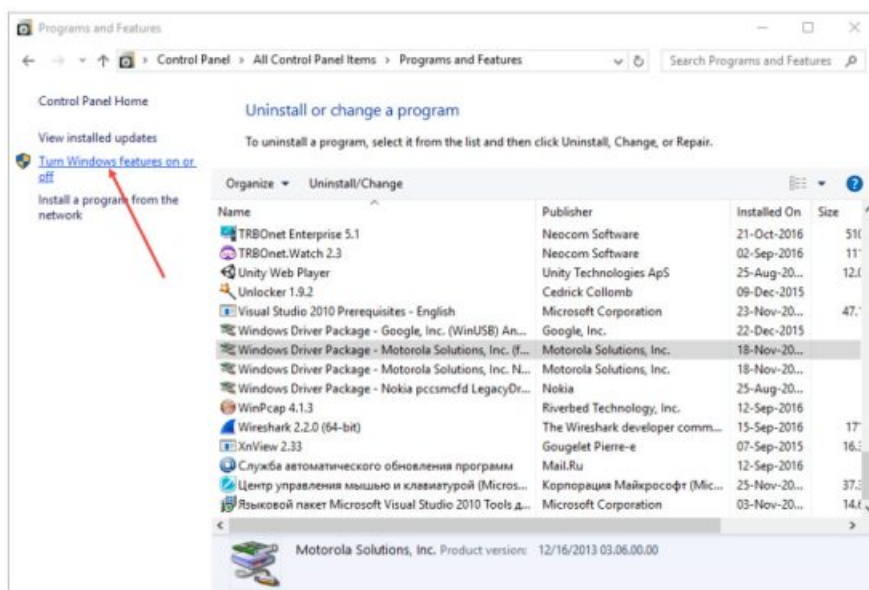 Programs and Features
Control Panel > All Control Panel Items > Programs and Features
Search Programs and Features
Control Panel Home
View installed updates
Turn Windows features on or
off
Install a program from the
network
Uninstall or change a program
To uninstall a program, select it from the list and then click Uninstall, Change, or Repair.
Organize Uninstall/Change
Name Publisher Installed On Size
TRBOnet Enterprise 5.1 Neocom Software 21-Oct-2016
TRBOnet.Watch 2.3 Neocom Software 02-Sep-2016
Unity Web Player Unity Technologies ApS 25-Aug-20...
Unlocker 1.9.2 Cedrick Collomb 09-Dec-2015
Visual Studio 2010 Prerequisites - English Microsoft Corporation 23-Nov-20...
Windows Driver Package - Google, Inc. (WinUSB) An... Google, Inc. 22-Dec-2015
Windows Driver Package - Motorola Solutions, Inc. (f... Motorola Solutions, Inc. 18-Nov-20...
Windows Driver Package - Motorola Solutions, Inc. N... Motorola Solutions, Inc. 18-Nov-20...
Windows Driver Package - Nokia pccsmcfd LegacyDr... Nokia 25-Aug-20...
WinPcap 4.1.3 Riverbed Technology, Inc. 12-Sep-2016
Wireshark 2.2.0 (64-bit) The Wireshark developer comm... 15-Sep-2016
XnView 2.33 Gougelet Pierre-e 07-Sep-2015
Служба автоматического обновления программ Mail.Ru 12-Sep-2016
Центр управления мышью и клавиатурой (Micros... Корпорация Майкрософт (Mic... 25-Nov-20...
Языковой пакет Microsoft Visual Studio 2010 Tools д... Microsoft Corporation 03-Nov-20...
Motorola Solutions, Inc. Product version: 12/16/2013 03.06.00.00